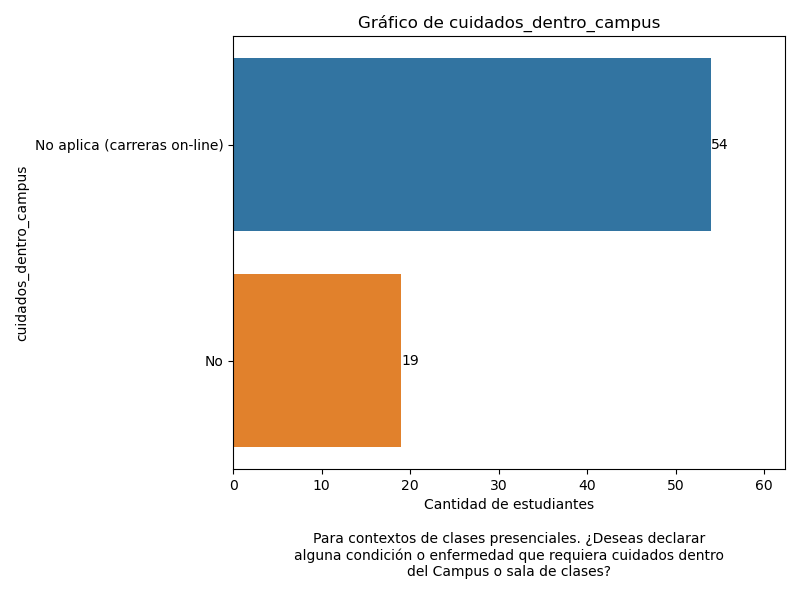 Gráfico de cuidados_dentro_campus
cuidados_dentro_campus
No aplica (carreras on-line)
54
No
19
0 10 20 30 40 50 60
Cantidad de estudiantes
Para contextos de clases presenciales. ¿Deseas declarar
alguna condición o enfermedad que requiera cuidados dentro
del Campus o sala de clases?